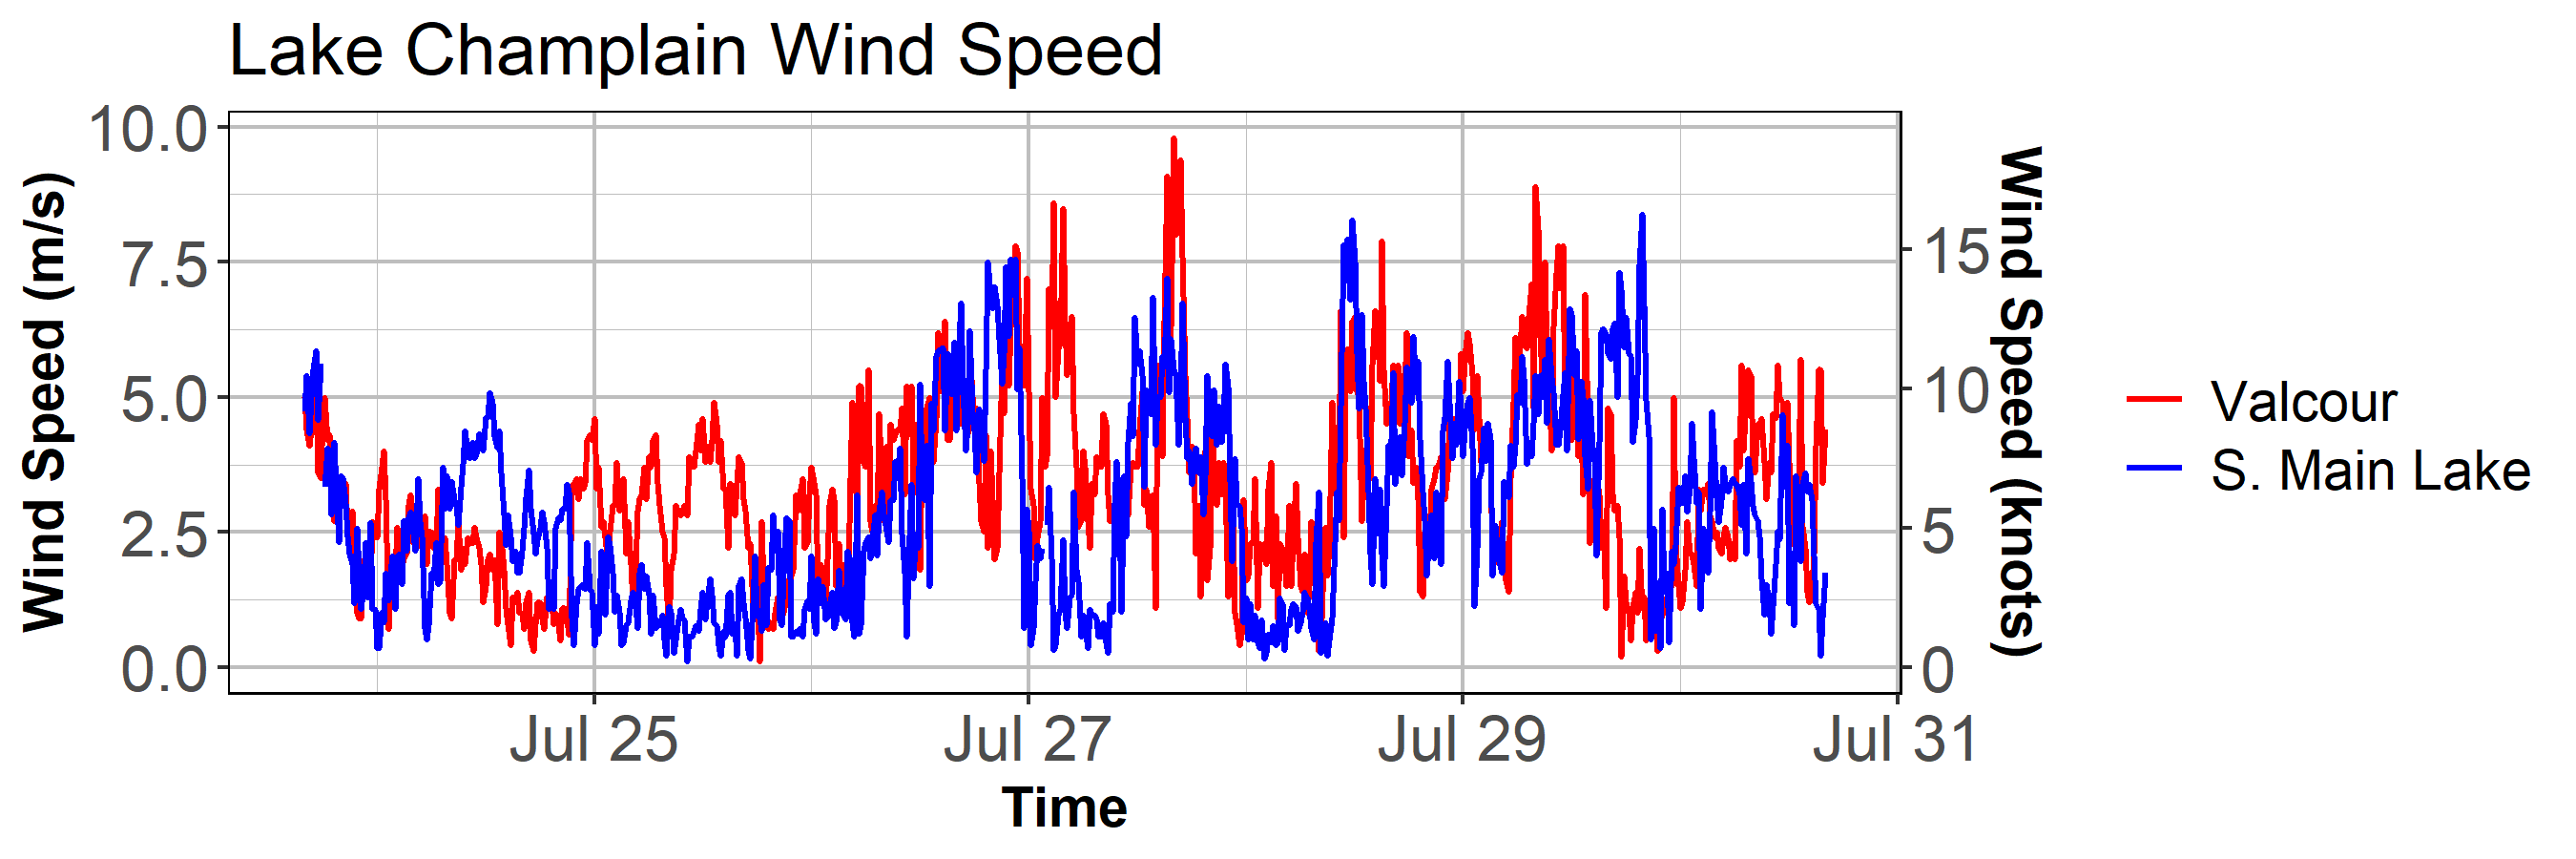 Lake Champlain Wind Speed
Wind Speed (m/s)
10.0
7.5
5.0
2.5
0.0
15
10
5
0
Wind Speed (knots)
Jul 25
Jul 27
Jul 29
Jul 31
Time
Valcour
S. Main Lake